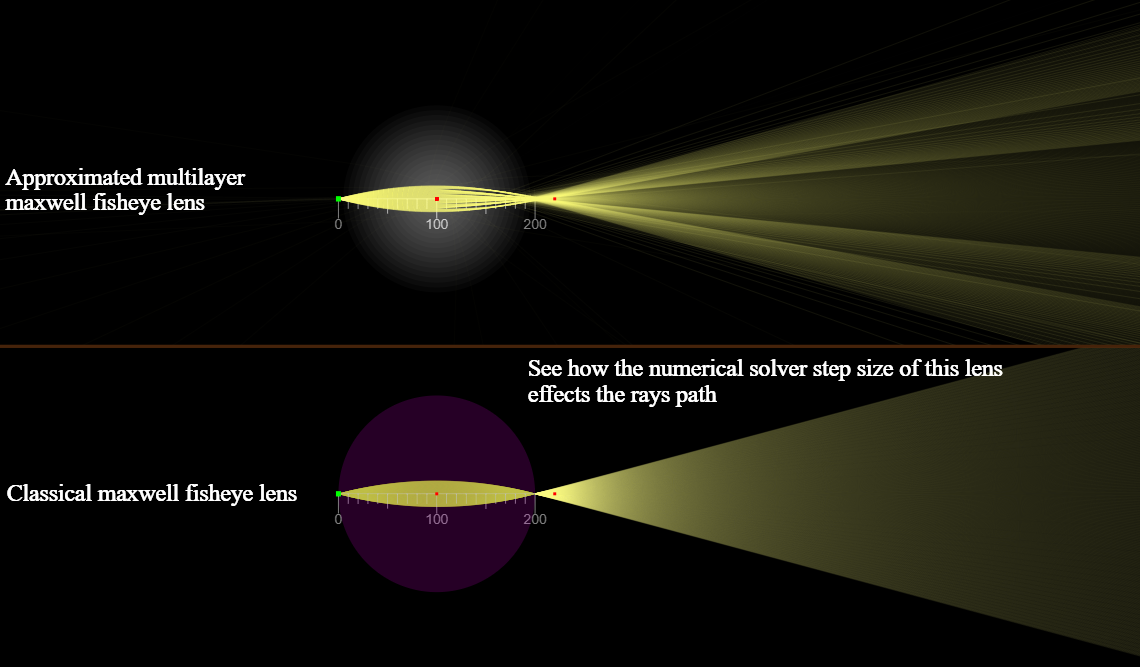 Approximated multilayer
maxwell fisheye lens
0 100 200
See how the numerical solver step size of this lens
effects the rays path
Classical maxwell fisheye lens
0 100 200